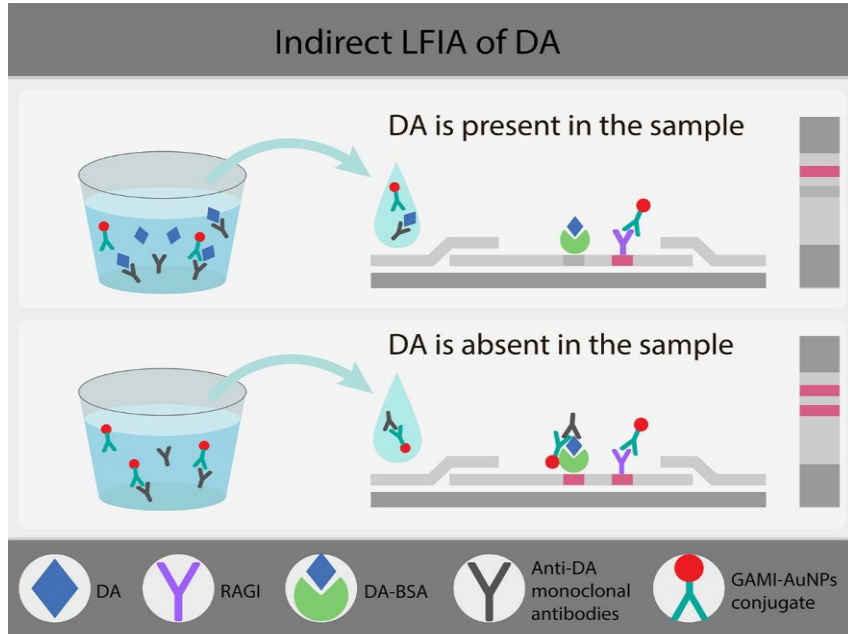 Indirect LFIA of DA
DA is present in the sample
DA is absent in the sample
DA
RAGI
DA-BSA
Anti-DA
monoclonal
antibodies
GAMI-AuNPs
conjugate